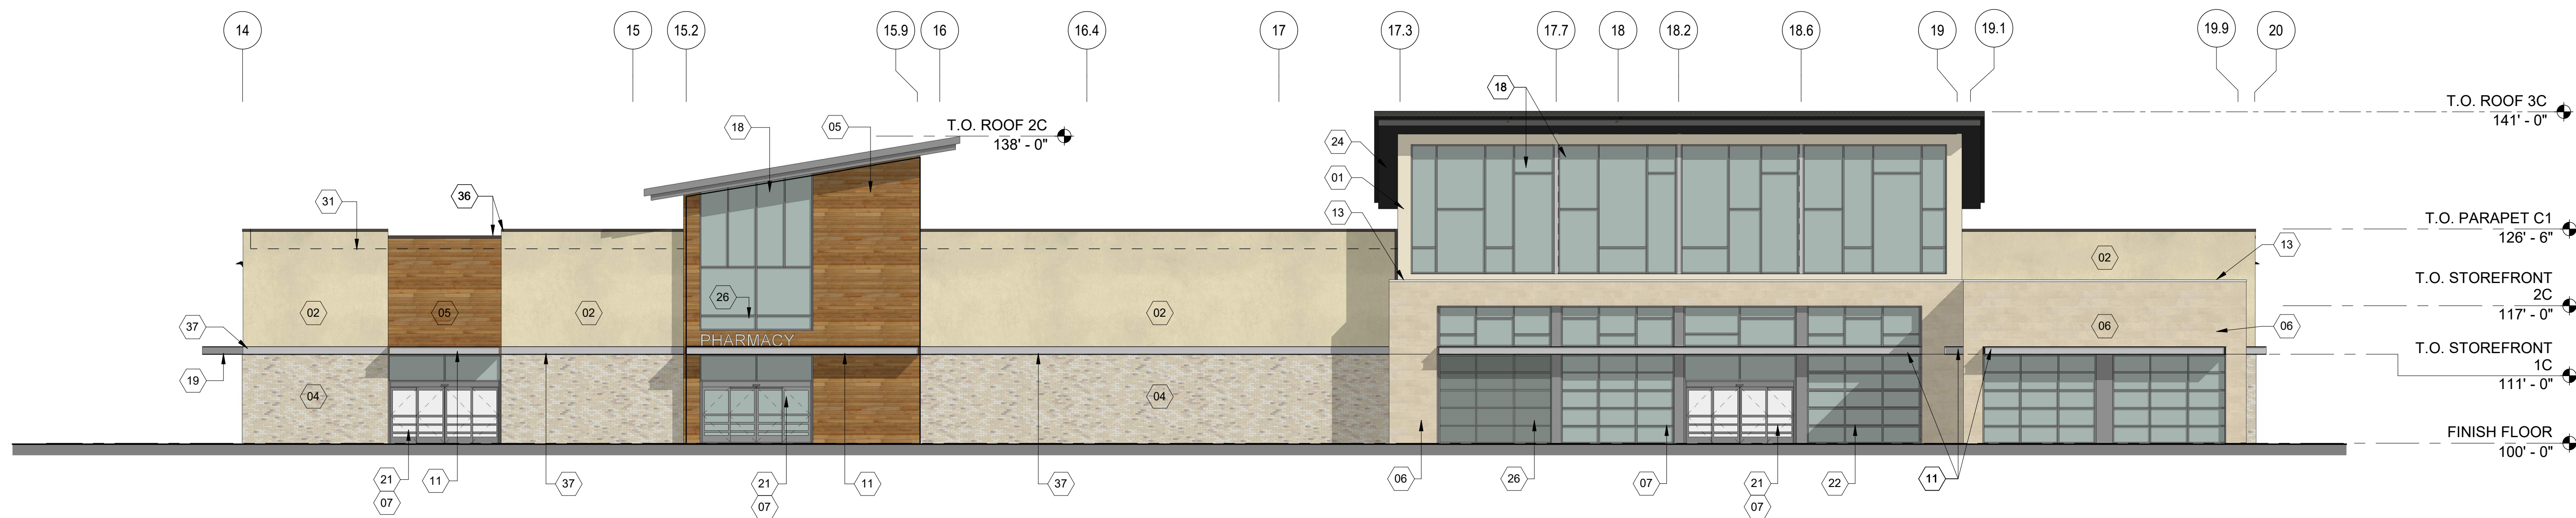 14 15 15.2 15.9 16 16.4 17 17.3 17.7 18 18.2 18.6 19 19.1 19.9 20
18
T.O. ROOF 3C
141' - 0"
18 05 T.O. ROOF 2C
138' - 0"
24
01
31 36 13
T.O. PARAPET C1
126' - 6"
02 13
T.O. STOREFRONT
2C
117' - 0"
26
02 05 02 02
37 06 06
PHARMACY
T.O. STOREFRONT
1C
111' - 0"
19
04 04
FINISH FLOOR
100' - 0"
21 11 37 21 11 37 06 26 07 21 22 11
07 07 07